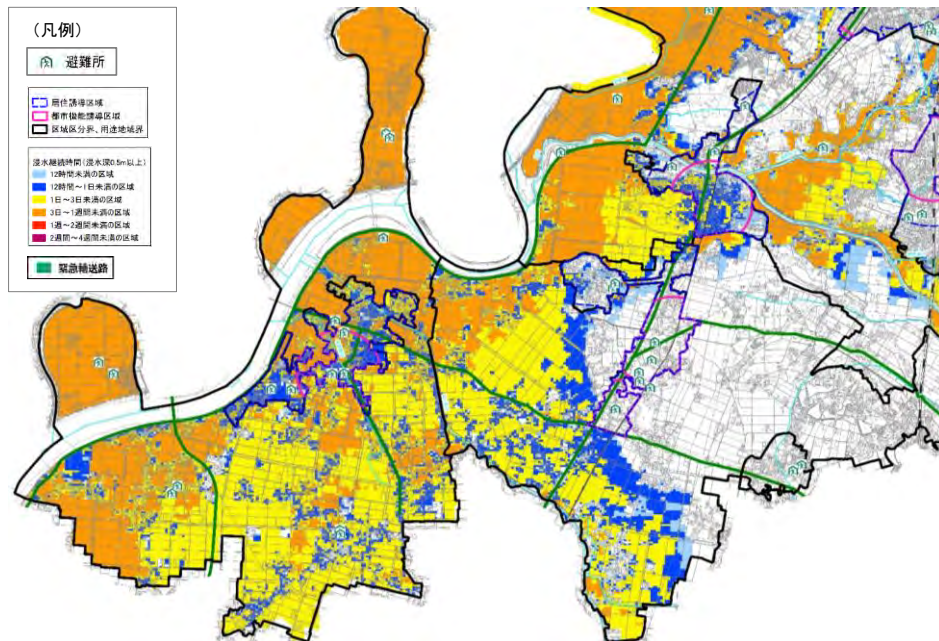 (凡例)
避難所
居住誘導区域
都市機能誘導区域
区域区分界、用途地域界
浸水継続時間(浸水深0.5m以上)
12時間未満の区域
12時間~1日未満の区域
1日~3日未満の区域
3日~1週間未満の区域
1週~2週間未満の区域
2週間~4週間未満の区域
緊急輸送路